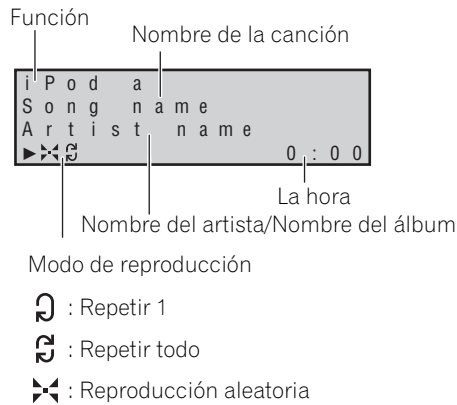 Función
Nombre de la canción
iPod a
Song name
Artist name
0:00
La hora
Nombre del artista/Nombre del álbum
Modo de reproducción
: Repetir 1
: Repetir todo
: Reproducción aleatoria